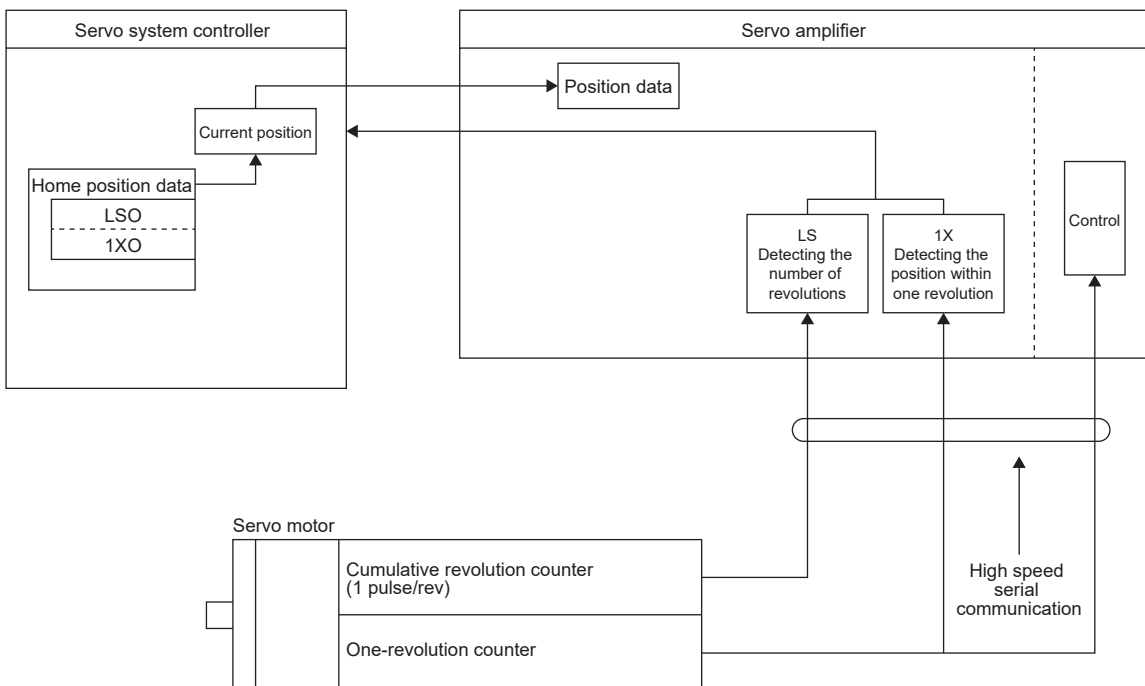 Servo system controller
Servo amplifier
Position data
Current position
Home position data
LSO
1XO
LS
Detecting the
number of
revolutions
1X
Detecting the
position within
one revolution
Control
Servo motor
Cumulative revolution counter
(1 pulse/rev)
One-revolution counter
High speed
serial
communication